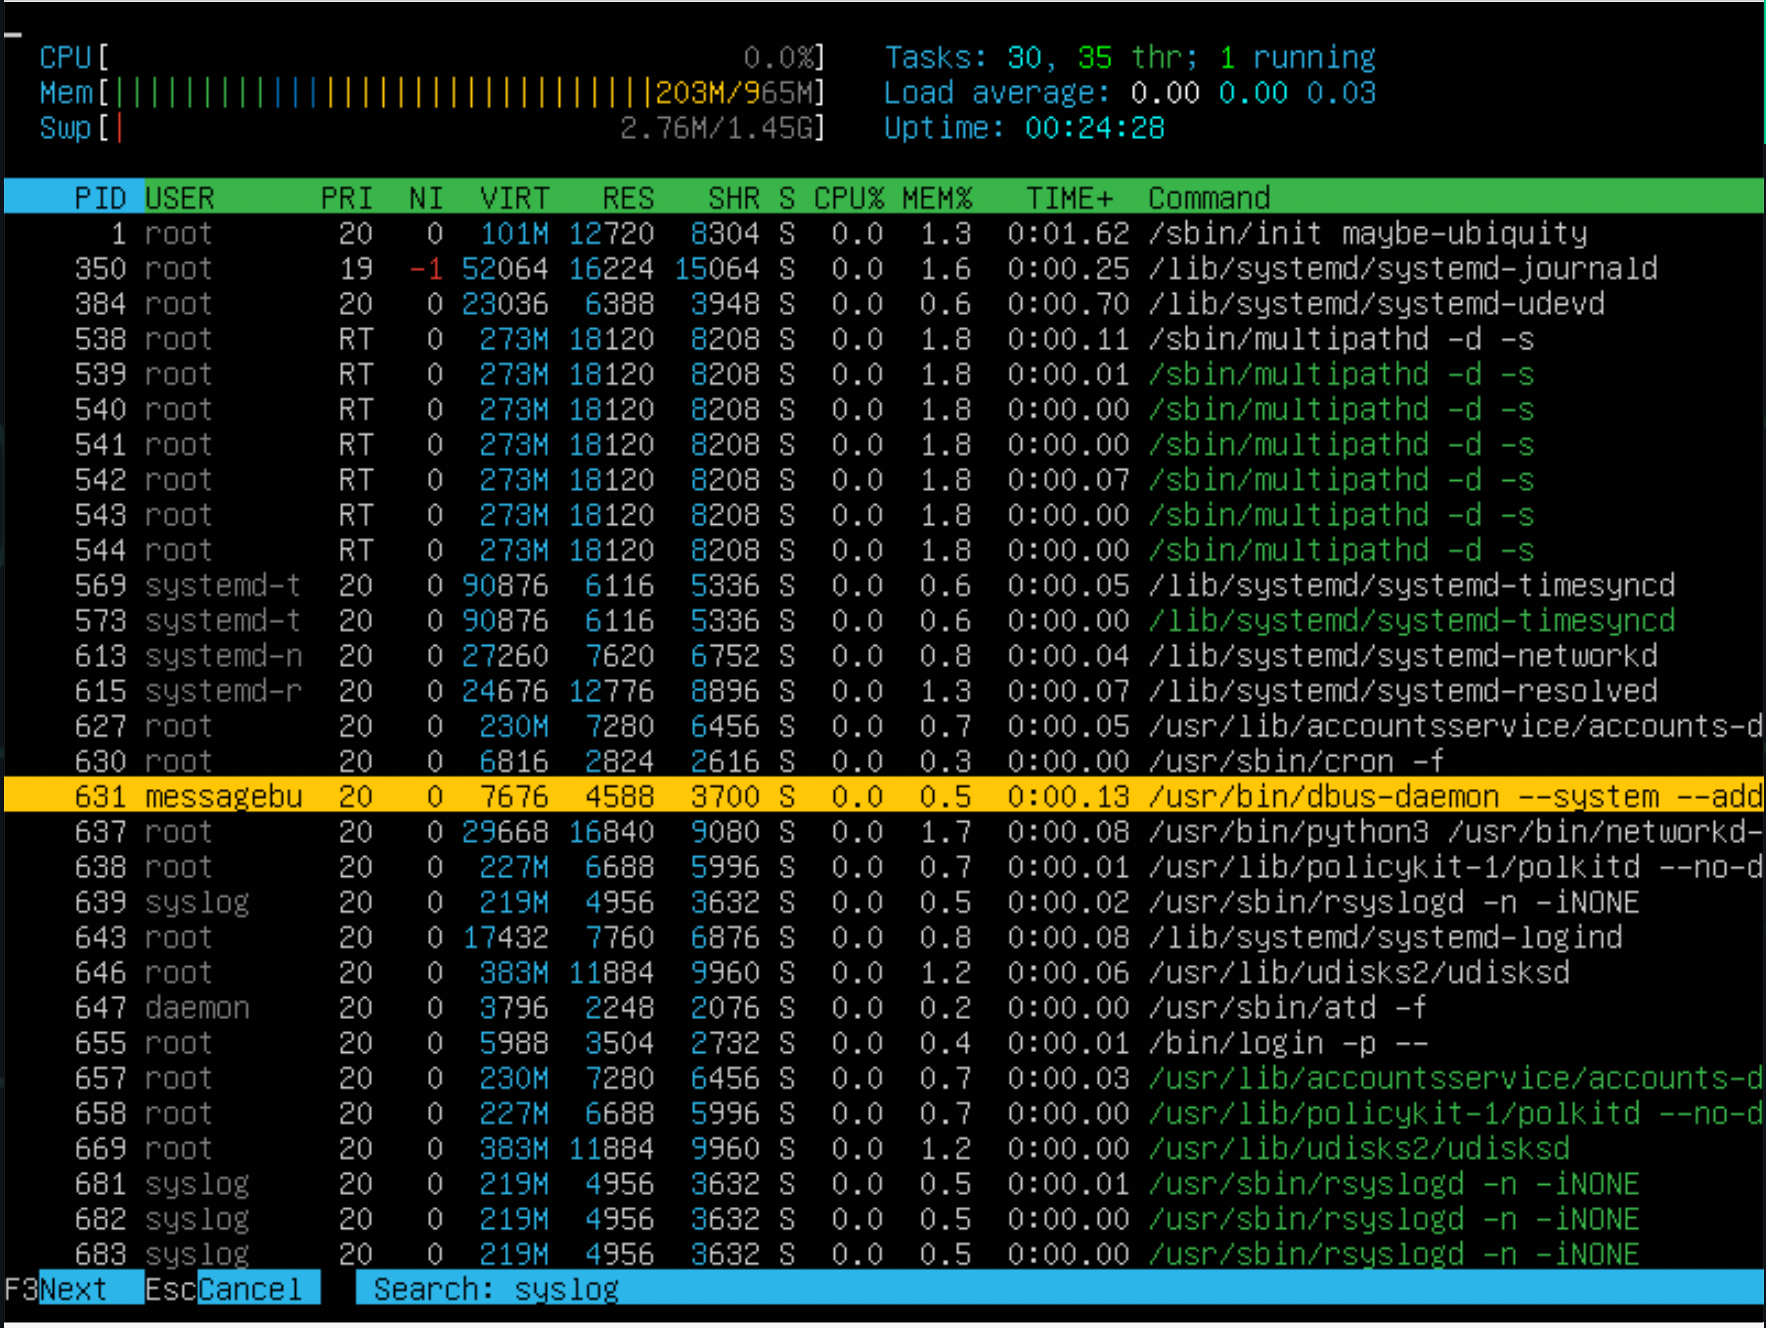 CPU[ 0.0%] Tasks: 30, 35 thr; 1 running
Mem[||||||||||||||||||||||||||||||||||||||203M/965M] Load average: 0.00 0.00 0.03
Swp[| 2.76M/1.45G] Uptime: 00:24:28
PID USER PRI NI VIRT RES SHR S CPU% MEM% TIME+ Command
1 root 20 0 101M 12720 8304 S 0.0 1.3 0:01.62 /sbin/init maybe-ubiquity
350 root 19 -1 52064 16224 15064 S 0.0 1.6 0:00.25 /lib/systemd/systemd-journald
384 root 20 0 23036 6388 3948 S 0.0 0.6 0:00.70 /lib/systemd/systemd-udevd
538 root RT 0 273M 18120 8208 S 0.0 1.8 0:00.11 /sbin/multipathd -d -s
539 root RT 0 273M 18120 8208 S 0.0 1.8 0:00.01 /sbin/multipathd -d -s
540 root RT 0 273M 18120 8208 S 0.0 1.8 0:00.00 /sbin/multipathd -d -s
541 root RT 0 273M 18120 8208 S 0.0 1.8 0:00.00 /sbin/multipathd -d -s
542 root RT 0 273M 18120 8208 S 0.0 1.8 0:00.07 /sbin/multipathd -d -s
543 root RT 0 273M 18120 8208 S 0.0 1.8 0:00.00 /sbin/multipathd -d -s
544 root RT 0 273M 18120 8208 S 0.0 1.8 0:00.00 /sbin/multipathd -d -s
569 systemd-t 20 0 90876 6116 5336 S 0.0 0.6 0:00.05 /lib/systemd/systemd-timesyncd
573 systemd-t 20 0 90876 6116 5336 S 0.0 0.6 0:00.00 /lib/systemd/systemd-timesyncd
613 systemd-n 20 0 27260 7620 6752 S 0.0 0.8 0:00.04 /lib/systemd/systemd-networkd
615 systemd-r 20 0 24676 12776 8896 S 0.0 1.3 0:00.07 /lib/systemd/systemd-resolved
627 root 20 0 230M 7280 6456 S 0.0 0.7 0:00.05 /usr/lib/accountsservice/accounts-d
630 root 20 0 6816 2824 2616 S 0.0 0.3 0:00.00 /usr/sbin/cron -f
631 messagebu 20 0 7676 4588 3700 S 0.0 0.5 0:00.13 /usr/bin/dbus-daemon --system --add
637 root 20 0 29668 16840 9080 S 0.0 1.7 0:00.08 /usr/bin/python3 /usr/bin/networkd-
638 root 20 0 227M 6688 5996 S 0.0 0.7 0:00.01 /usr/lib/policykit-1/polkitd --no-d
639 syslog 20 0 219M 4956 3632 S 0.0 0.5 0:00.02 /usr/sbin/rsyslogd -n -iNONE
643 root 20 0 17432 7760 6876 S 0.0 0.8 0:00.08 /lib/systemd/systemd-logind
646 root 20 0 383M 11884 9960 S 0.0 1.2 0:00.06 /usr/lib/udisks2/udisksd
647 daemon 20 0 3796 2248 2076 S 0.0 0.2 0:00.00 /usr/sbin/atd -f
655 root 20 0 5988 3504 2732 S 0.0 0.4 0:00.01 /bin/login -p --
657 root 20 0 230M 7280 6456 S 0.0 0.7 0:00.03 /usr/lib/accountsservice/accounts-d
658 root 20 0 227M 6688 5996 S 0.0 0.7 0:00.00 /usr/lib/policykit-1/polkitd --no-d
669 root 20 0 383M 11884 9960 S 0.0 1.2 0:00.00 /usr/lib/udisks2/udisksd
681 syslog 20 0 219M 4956 3632 S 0.0 0.5 0:00.01 /usr/sbin/rsyslogd -n -iNONE
682 syslog 20 0 219M 4956 3632 S 0.0 0.5 0:00.00 /usr/sbin/rsyslogd -n -iNONE
683 syslog 20 0 219M 4956 3632 S 0.0 0.5 0:00.00 /usr/sbin/rsyslogd -n -iNONE
F3Next EscCancel Search: syslog